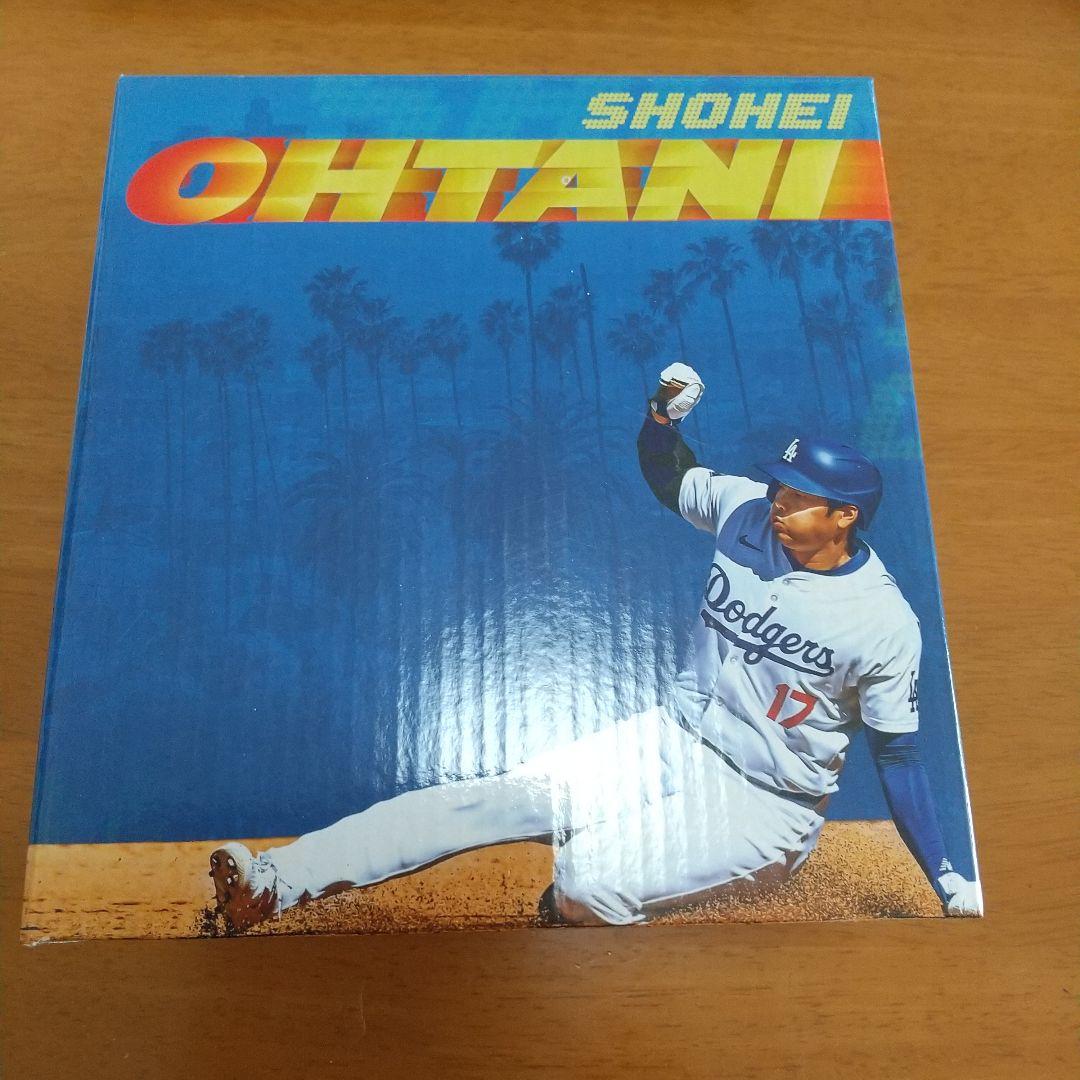 SHOHEI
OHTANI
LA
Dodgers
17
LA